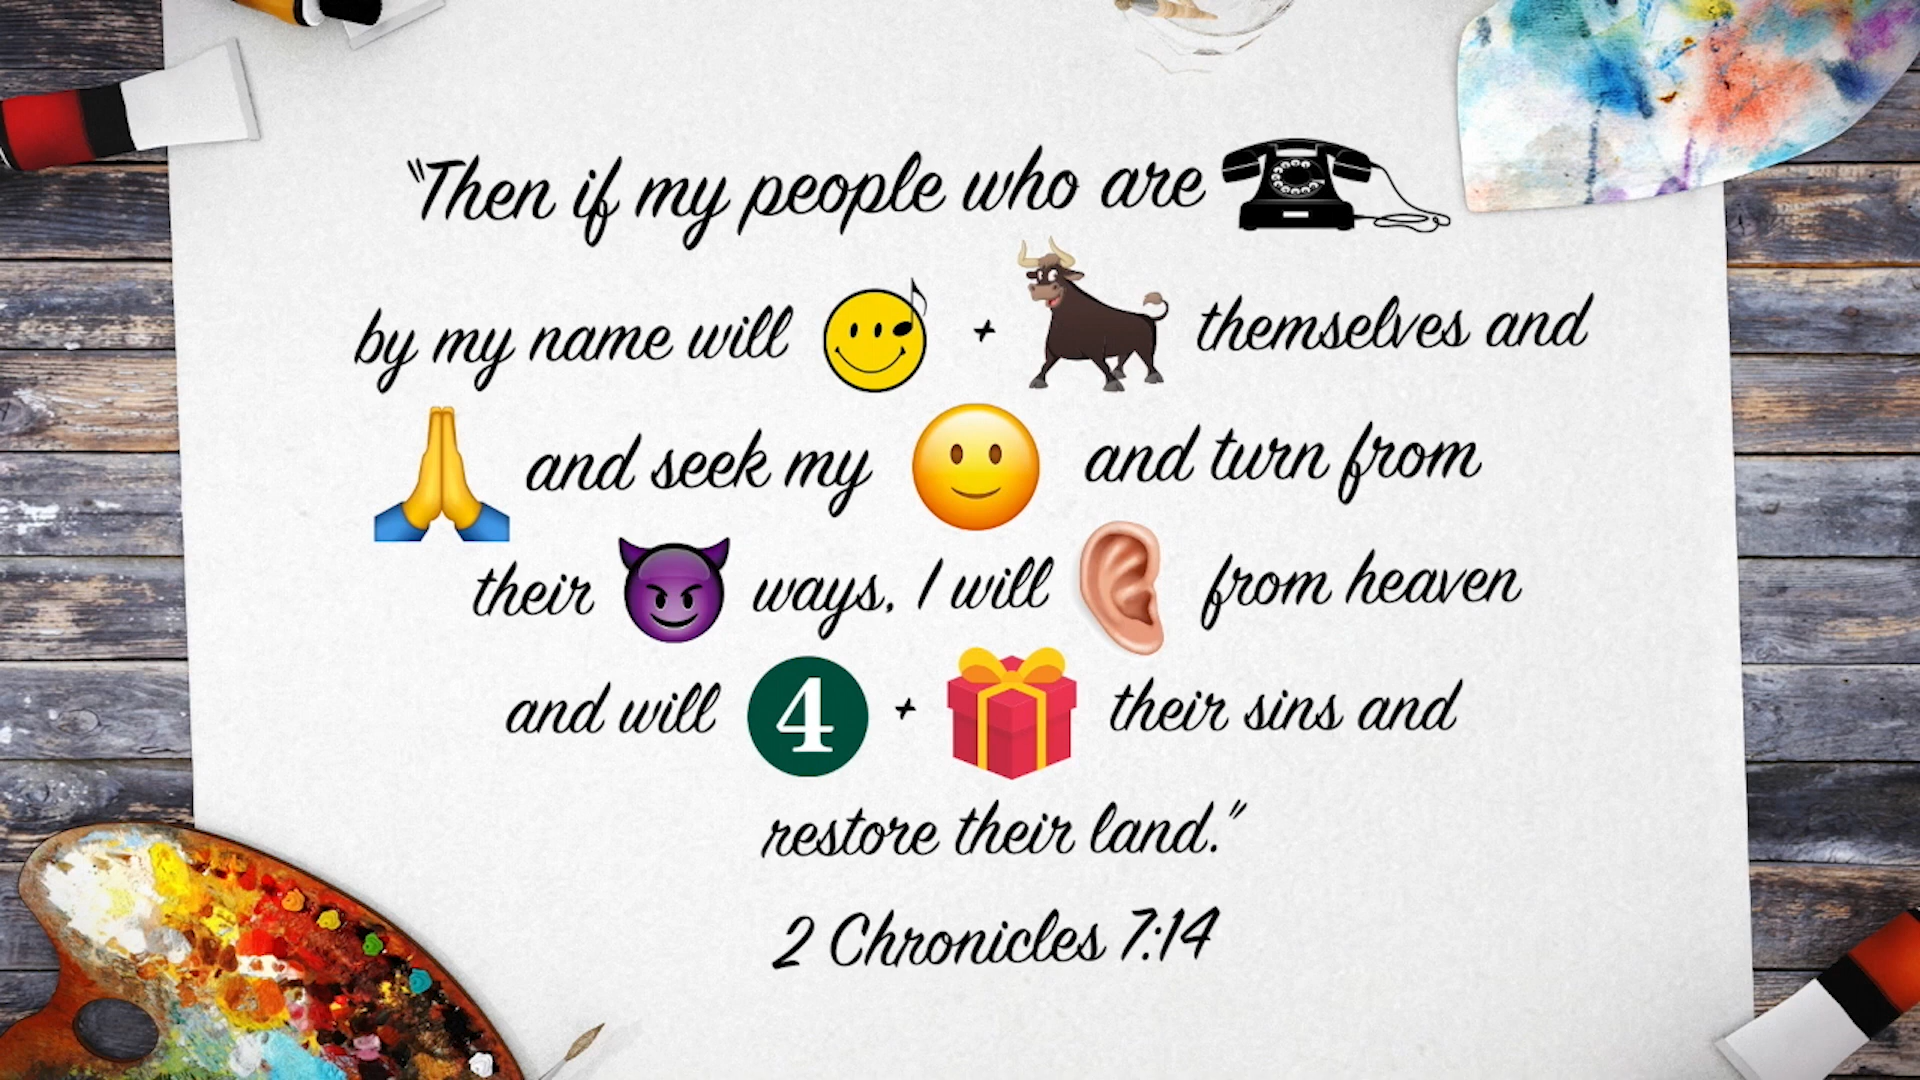 "Then if my people who are
by my name will + themselves and
and seek my and turn from
their ways, I will from heaven
and will 4 + their sins and
restore their land."
2 Chronicles 7:14